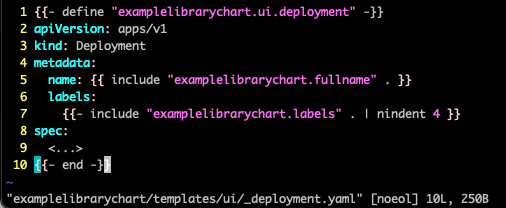 1 {{- define "examplelibrarychart.ui.deployment" -}}
2 apiVersion: apps/v1
3 kind: Deployment
4 metadata:
5   name: {{ include "examplelibrarychart.fullname" . }}
6   labels:
7     {{- include "examplelibrarychart.labels" . | nindent 4 }}
8 spec:
9   <...>
10 {{- end -}}
~
"examplelibrarychart/templates/ui/_deployment.yaml" [noeol] 10L, 250B